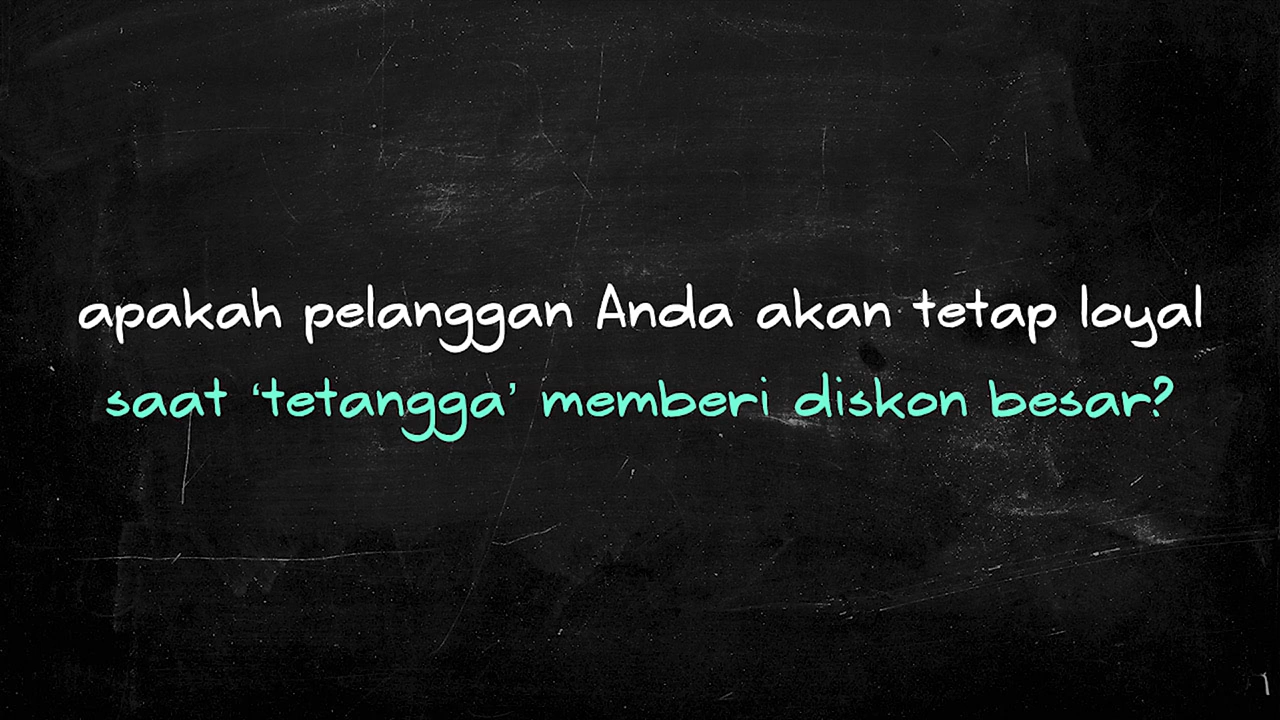 apakah pelanggan Anda akan tetap loyal
saat ‘tetangga’ memberi diskon besar?